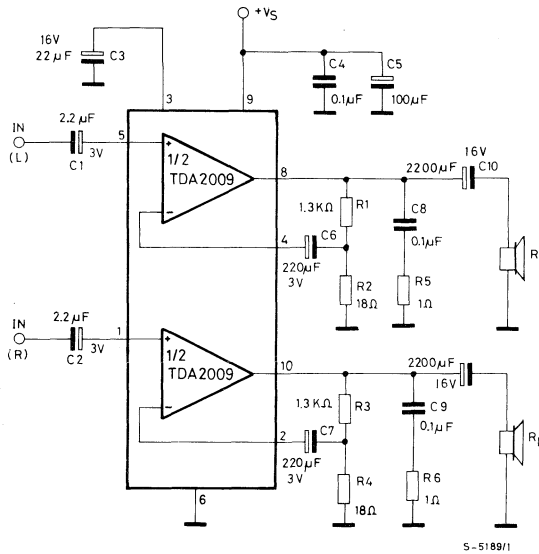 +VS
16V
22µF
C3
C4
0.1µF
C5
100µF
3
9
IN
(L)
2.2µF
C1
3V
5
+
1/2
TDA2009
−
8
4
R1
1.3KΩ
C6
220µF
3V
R2
18Ω
C8
0.1µF
R5
1Ω
16V
2200µF
C10
R
IN
(R)
2.2µF
C2
3V
1
+
1/2
TDA2009
−
10
2
R3
1.3KΩ
C7
220µF
3V
R4
18Ω
C9
0.1µF
R6
1Ω
2200µF
16V
6
S-5189/1